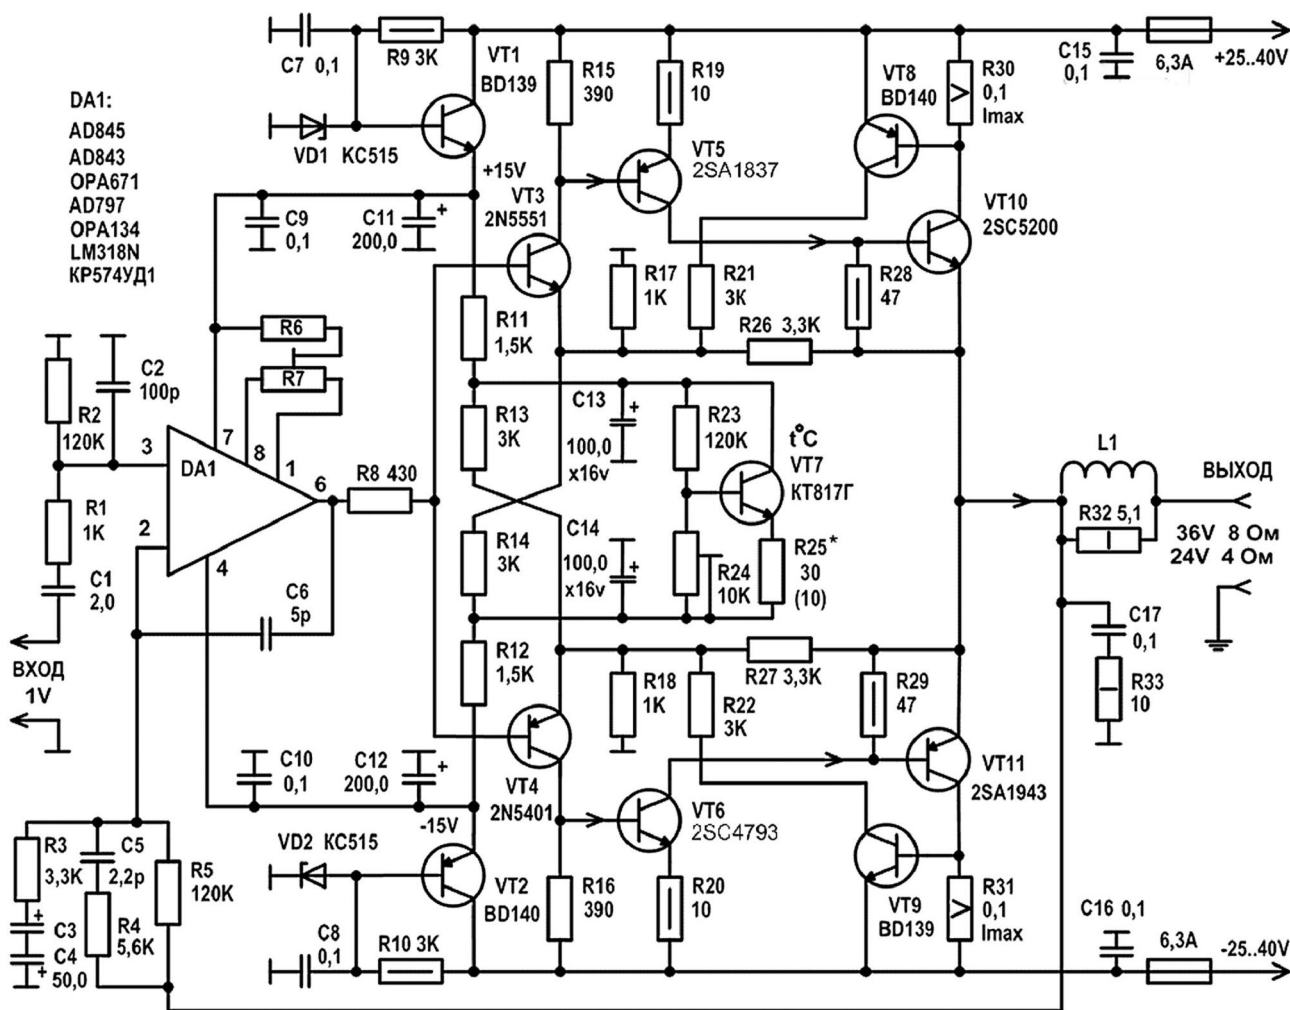 DA1:
AD845
AD843
OPA671
AD797
OPA134
LM318N
КР574УД1
C7 0,1
R9 3K
VT1
BD139
VD1 KC515
+15V
C9
0,1
C11
200,0
+
R15
390
R19
10
VT8
BD140
R30
0,1
Imax
C15
0,1
6,3A
+25..40V
VT3
2N5551
VT5
2SA1837
VT10
2SC5200
R17
1K
R21
3K
R28
47
R26 3,3K
R6
R7
R11
1,5K
C2
100p
R2
120K
3
7
8
1
DA1
6
2
4
R8 430
R1
1K
C1
2,0
C6
5p
ВХОД
1V
R13
3K
R14
3K
C13
+
100,0
x16v
C14
+
100,0
x16v
R23
120K
t°C
VT7
КТ817Г
R24
10K
R25*
30
(10)
L1
R32 5,1
ВЫХОД
36V 8 Ом
24V 4 Ом
C17
0,1
R33
10
R12
1,5K
R27 3,3K
R18
1K
R22
3K
R29
47
C10
0,1
C12
200,0
+
-15V
VT4
2N5401
VT6
2SC4793
VT11
2SA1943
R3
3,3K
C5
2,2p
R5
120K
+
C3
C4
+
50,0
R4
5,6K
VD2 KC515
VT2
BD140
C8
0,1
R10 3K
R16
390
R20
10
VT9
BD139
R31
0,1
Imax
C16 0,1
6,3A
-25..40V